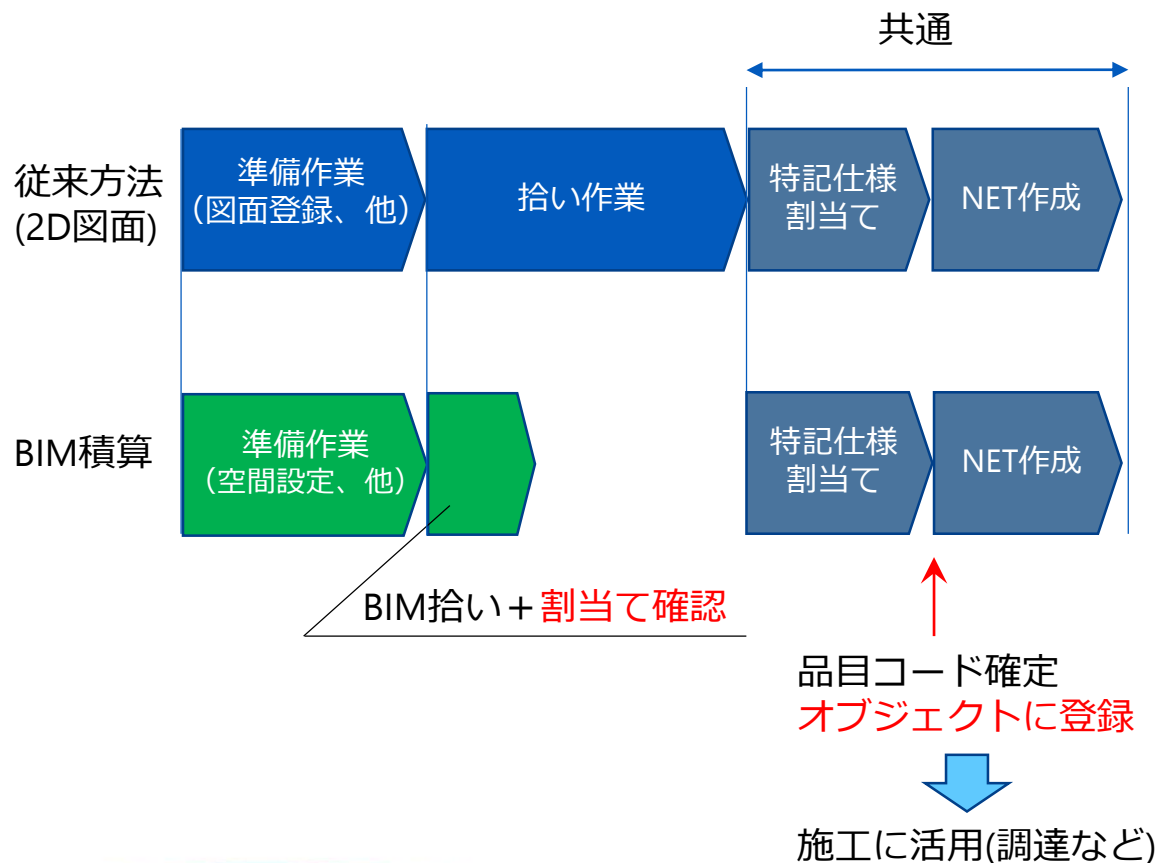 共通
従来方法
(2D図面)
準備作業
（図面登録、他）
拾い作業
特記仕様
割当て
NET作成
BIM積算
準備作業
（空間設定、他）
特記仕様
割当て
NET作成
BIM拾い＋割当て確認
品目コード確定
オブジェクトに登録
施工に活用(調達など)